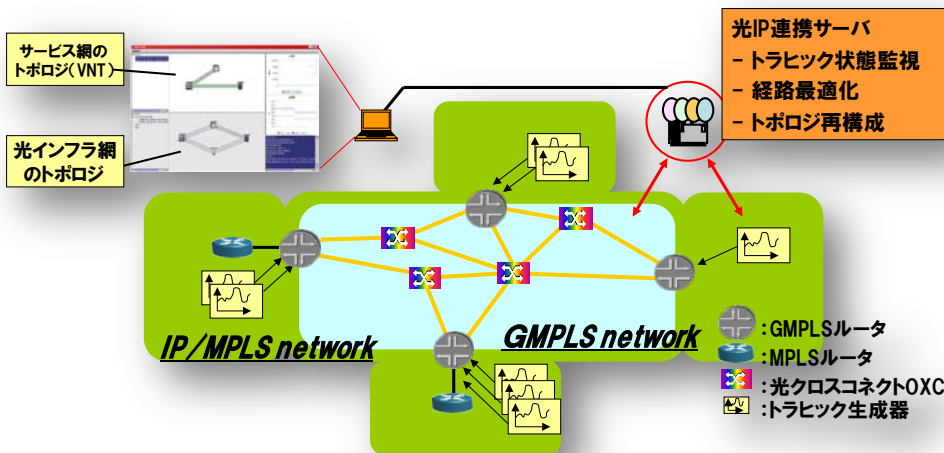 サービス網の
トポロジ(VNT)
光インフラ網
のトポロジ
光IP連携サーバ
- トラヒック状態監視
- 経路最適化
- トポロジ再構成
IP/MPLS network
GMPLS network
:GMPLSルータ
:MPLSルータ
:光クロスコネクトOXC
:トラヒック生成器